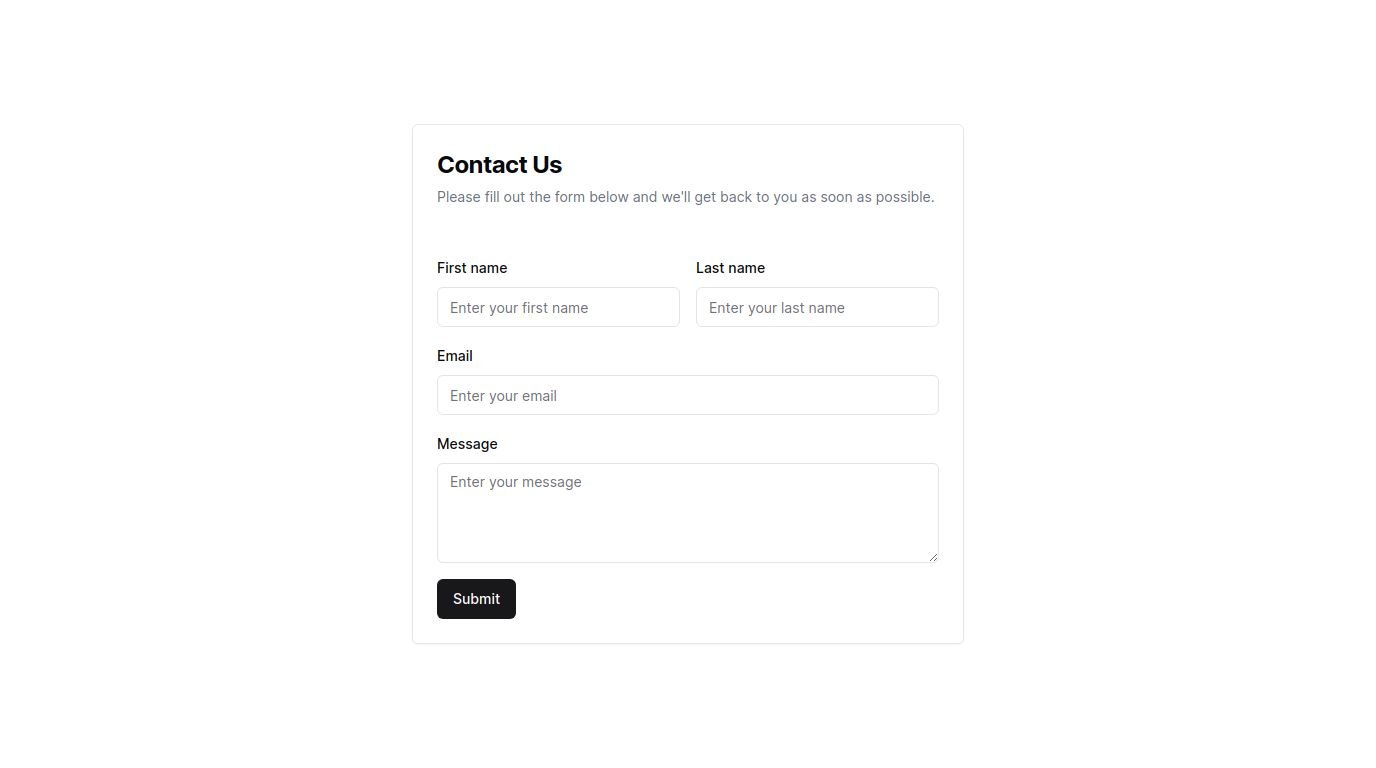 Contact Us
Please fill out the form below and we'll get back to you as soon as possible.
First name
Last name
Enter your first name
Enter your last name
Email
Enter your email
Message
Enter your message
Submit